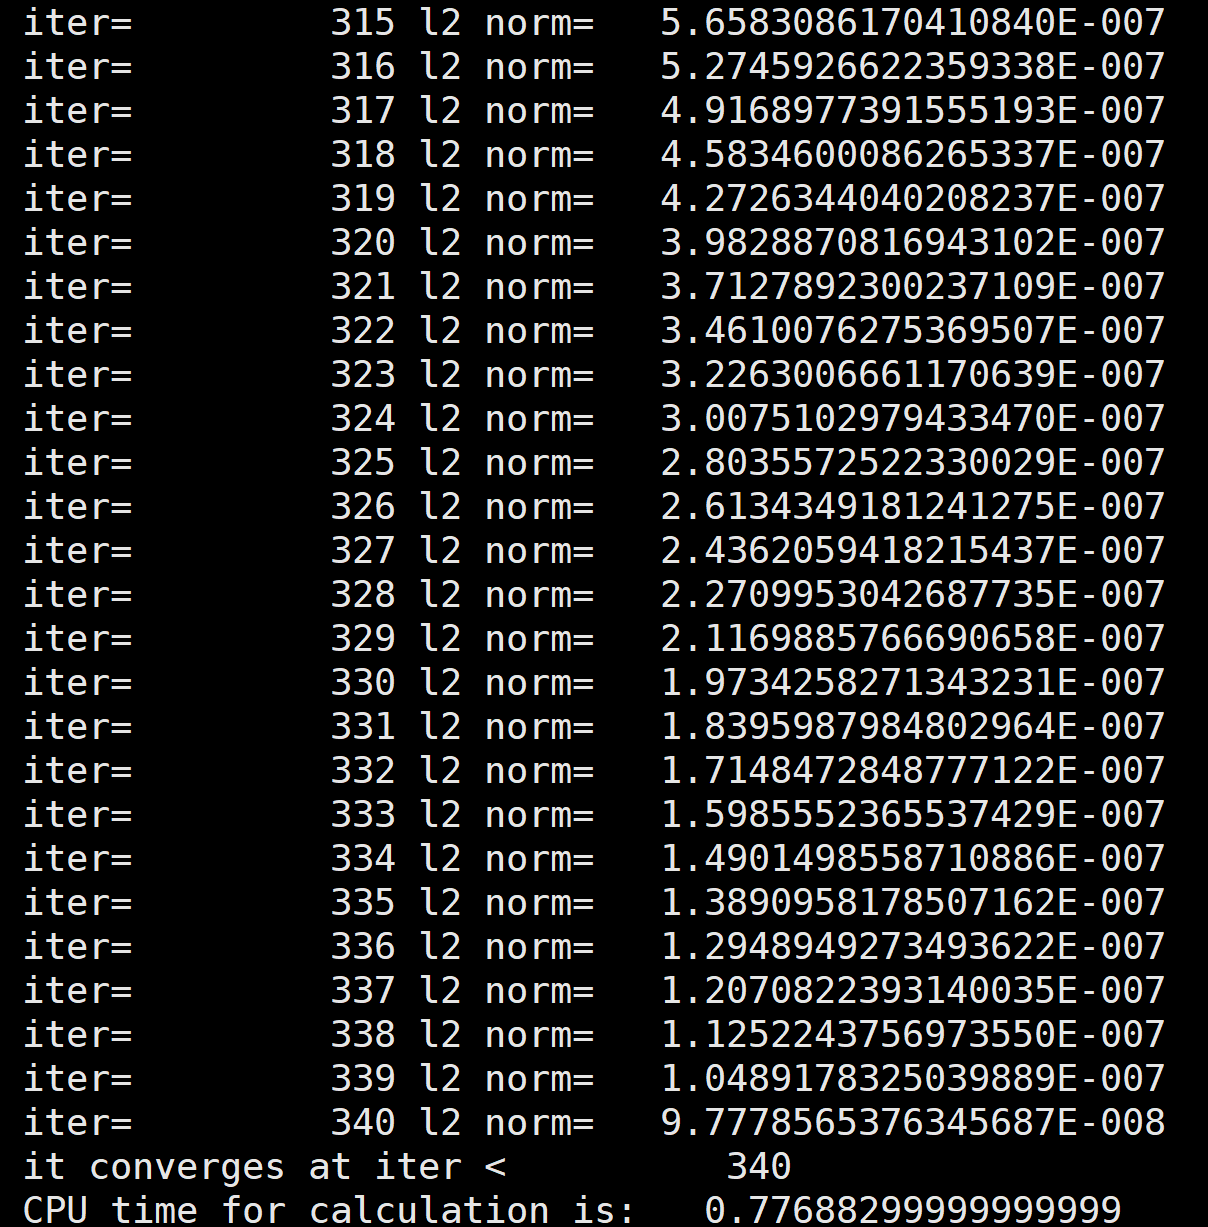 iter=         315 l2 norm=   5.6583086170410840E-007
iter=         316 l2 norm=   5.2745926622359338E-007
iter=         317 l2 norm=   4.9168977391555193E-007
iter=         318 l2 norm=   4.5834600086265337E-007
iter=         319 l2 norm=   4.2726344040208237E-007
iter=         320 l2 norm=   3.9828870816943102E-007
iter=         321 l2 norm=   3.7127892300237109E-007
iter=         322 l2 norm=   3.4610076275369507E-007
iter=         323 l2 norm=   3.2263006661170639E-007
iter=         324 l2 norm=   3.0075102979433470E-007
iter=         325 l2 norm=   2.8035572522330029E-007
iter=         326 l2 norm=   2.6134349181241275E-007
iter=         327 l2 norm=   2.4362059418215437E-007
iter=         328 l2 norm=   2.2709953042687735E-007
iter=         329 l2 norm=   2.1169885766690658E-007
iter=         330 l2 norm=   1.9734258271343231E-007
iter=         331 l2 norm=   1.8395987984802964E-007
iter=         332 l2 norm=   1.7148472848777122E-007
iter=         333 l2 norm=   1.5985552365537429E-007
iter=         334 l2 norm=   1.4901498558710886E-007
iter=         335 l2 norm=   1.3890958178507162E-007
iter=         336 l2 norm=   1.2948949273493622E-007
iter=         337 l2 norm=   1.2070822393140035E-007
iter=         338 l2 norm=   1.1252243756973550E-007
iter=         339 l2 norm=   1.0489178325039889E-007
iter=         340 l2 norm=   9.7778565376345687E-008
it converges at iter <          340
CPU time for calculation is:   0.77688299999999999